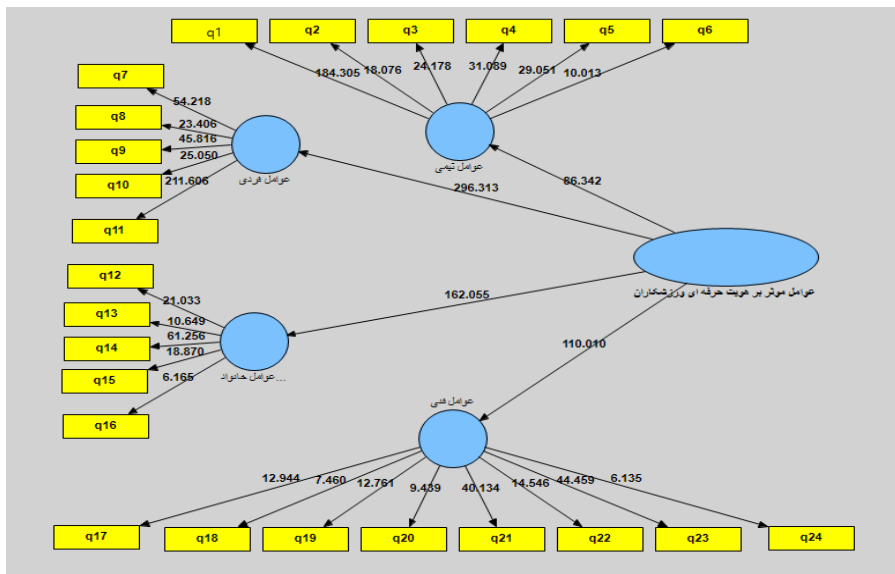 q1
q2
q3
q4
q5
q6
184.305
18.076
24.178
31.089
29.051
10.013
q7
q8
q9
q10
q11
54.218
23.406
45.816
25.050
211.606
عوامل فردی
عوامل تیمی
296.313
86.342
عوامل موثر بر هویت حرفه ای ورزشکاران
q12
q13
q14
q15
q16
21.033
10.649
61.256
18.870
6.165
عوامل خانواد...
162.055
110.010
عوامل فنی
12.944
7.460
12.761
9.439
40.134
14.546
44.459
6.135
q17
q18
q19
q20
q21
q22
q23
q24